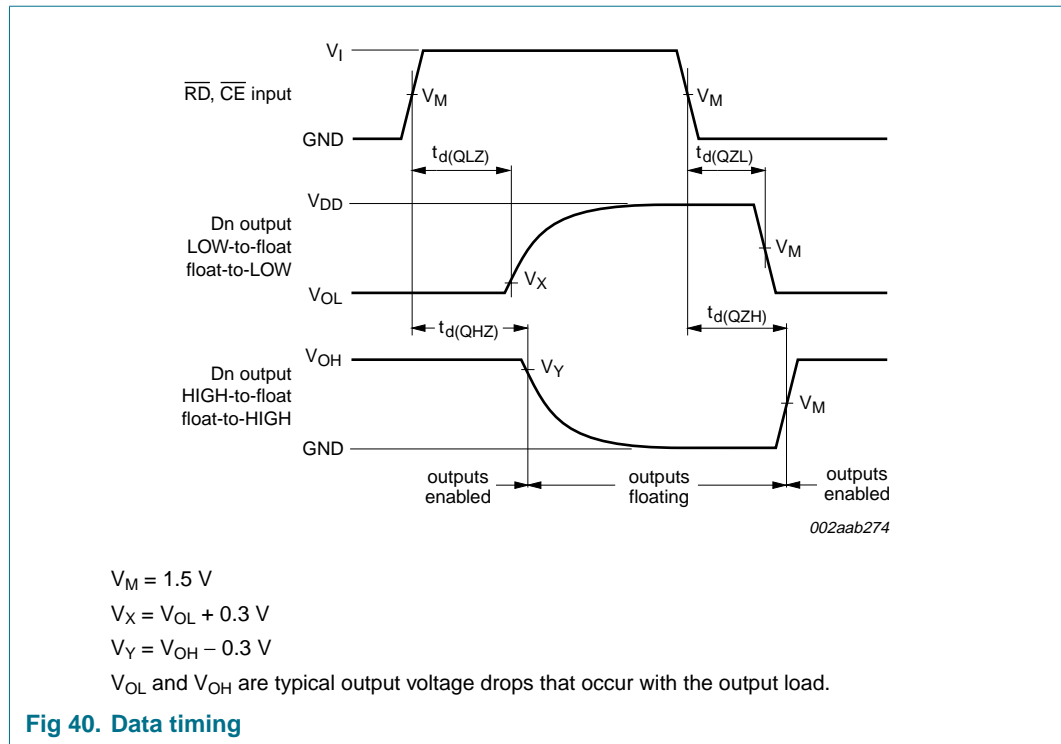 V_I
R̅D̅, C̅E̅ input
V_M
V_M
GND
t_d(QLZ)
t_d(QZL)
V_DD
Dn output
LOW-to-float
float-to-LOW
V_M
V_X
V_OL
t_d(QHZ)
t_d(QZH)
V_OH
Dn output
HIGH-to-float
float-to-HIGH
V_Y
V_M
GND
outputs
enabled
outputs
floating
outputs
enabled
002aab274
V_M = 1.5 V
V_X = V_OL + 0.3 V
V_Y = V_OH − 0.3 V
V_OL and V_OH are typical output voltage drops that occur with the output load.
Fig 40. Data timing